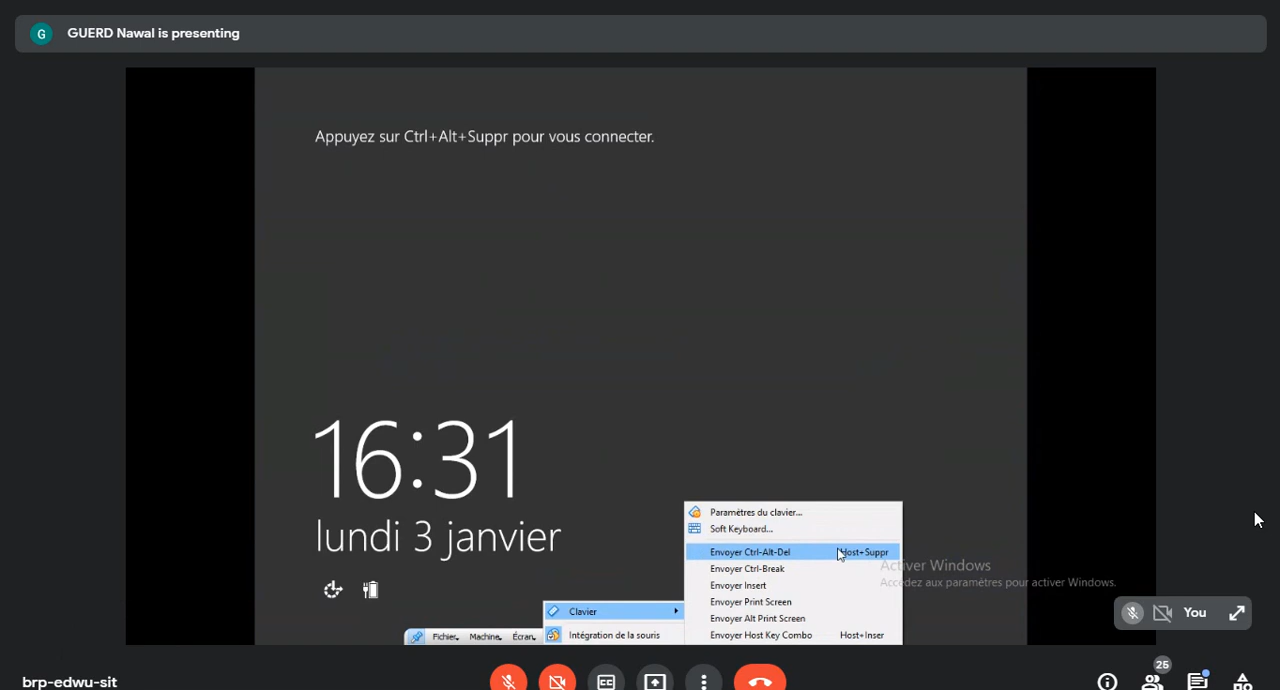 G GUERD Nawal is presenting
Appuyez sur Ctrl+Alt+Suppr pour vous connecter.
16:31
lundi 3 janvier
Paramètres du clavier...
Soft Keyboard...
Envoyer Ctrl-Alt-Del Host+Suppr
Envoyer Ctrl-Break
Envoyer Insert
Envoyer Print Screen
Envoyer Alt Print Screen
Envoyer Host Key Combo Host+Inser
Clavier
Intégration de la souris
Fichier Machine Écran
Activer Windows
Accédez aux paramètres pour activer Windows.
You
brp-edwu-sit
CC
25